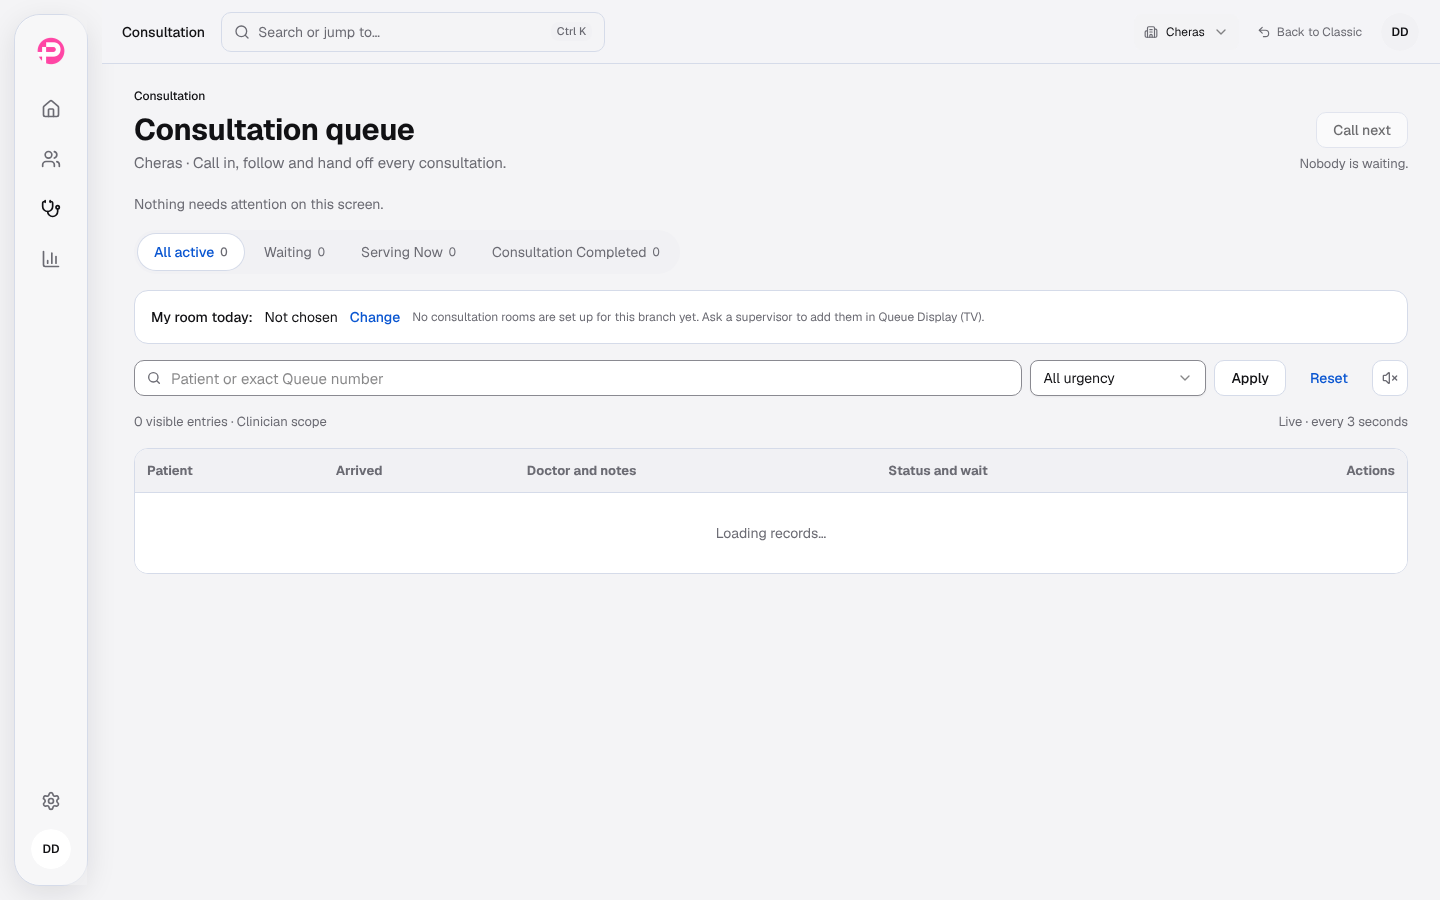 Consultation
Search or jump to...
Ctrl K
Cheras
Back to Classic
DD
Consultation
Consultation queue
Call next
Cheras · Call in, follow and hand off every consultation.
Nobody is waiting.
Nothing needs attention on this screen.
All active 0
Waiting 0
Serving Now 0
Consultation Completed 0
My room today: Not chosen Change No consultation rooms are set up for this branch yet. Ask a supervisor to add them in Queue Display (TV).
Patient or exact Queue number
All urgency
Apply
Reset
0 visible entries · Clinician scope
Live · every 3 seconds
Patient
Arrived
Doctor and notes
Status and wait
Actions
Loading records...
DD